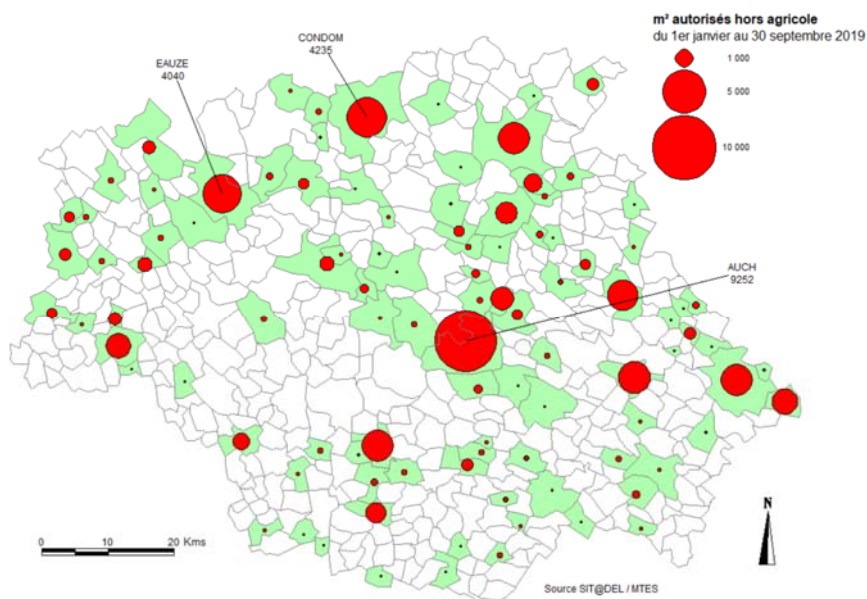 m² autorisés hors agricole
du 1er janvier au 30 septembre 2019
1 000
5 000
10 000
CONDOM
4235
EAUZE
4040
AUCH
9252
N
0 10 20 Kms
Source SIT@DEL / MTES